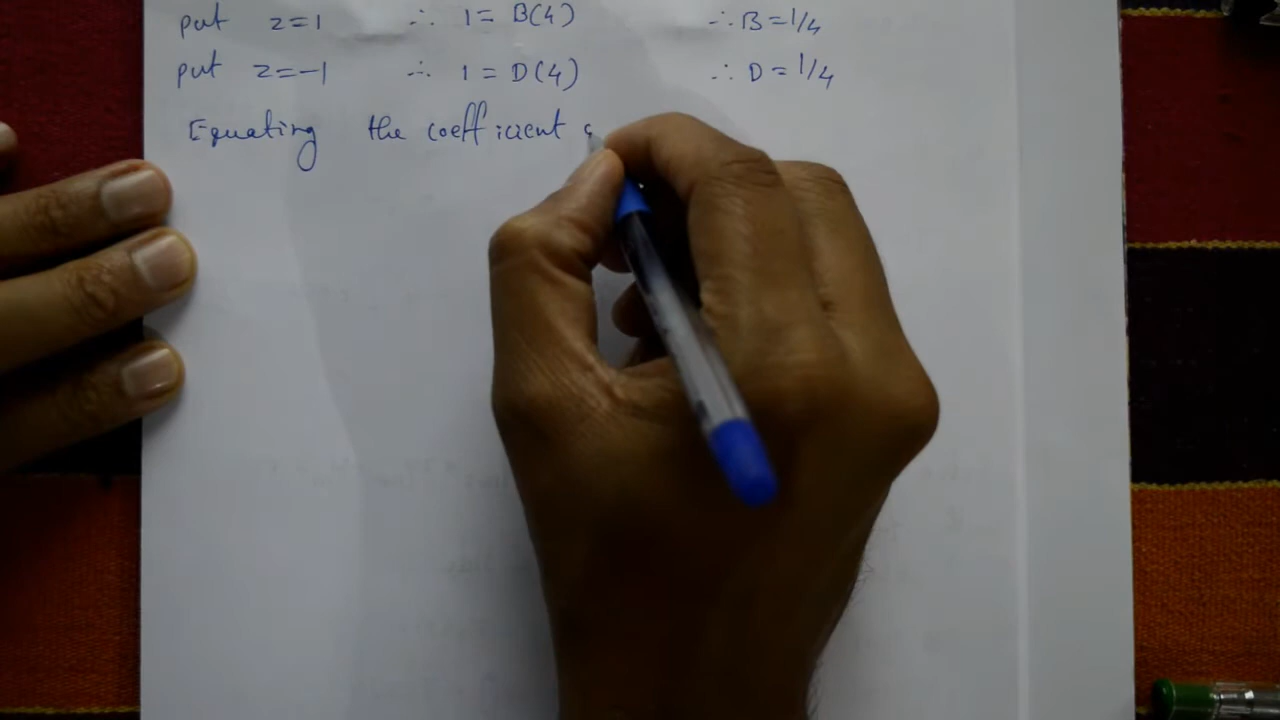 put z=1 ∴ 1 = B(4) ∴ B = 1/4
put z=-1 ∴ 1 = D(4) ∴ D = 1/4
Equating the coefficient